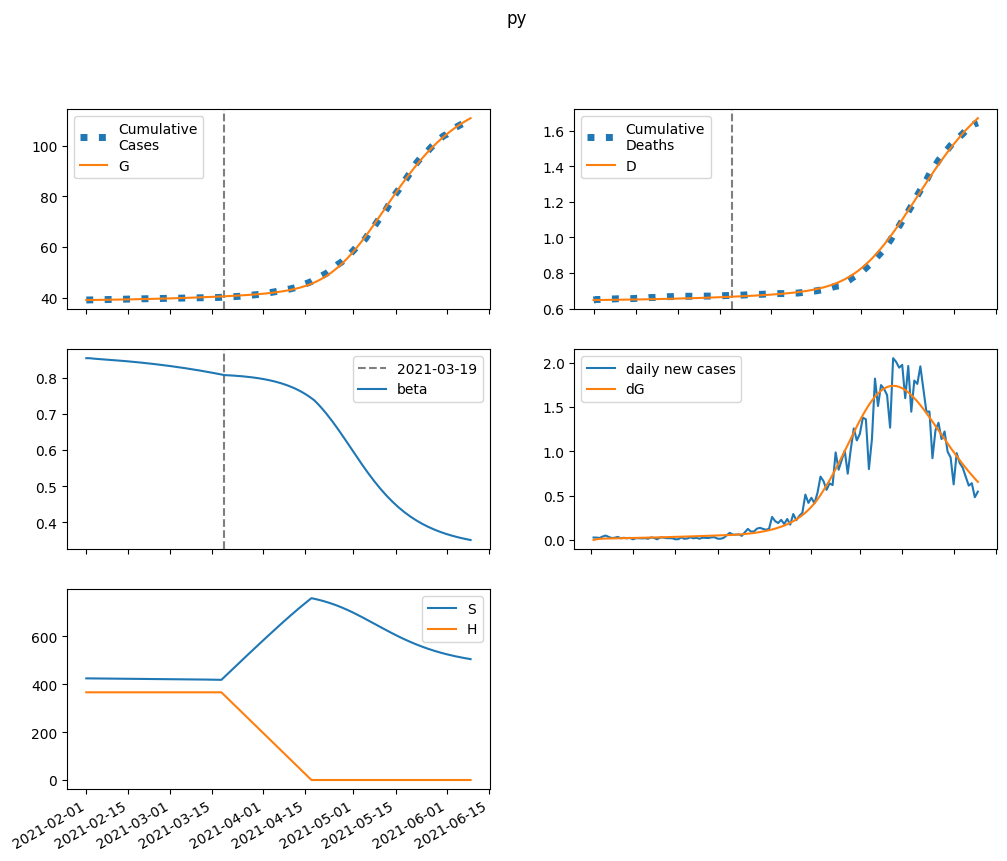 py
Cumulative
Cases
G
100
80
60
40
Cumulative
Deaths
D
1.6
1.4
1.2
1.0
0.8
0.6
2021-03-19
beta
0.8
0.7
0.6
0.5
0.4
daily new cases
dG
2.0
1.5
1.0
0.5
0.0
S
H
600
400
200
0
2021-02-01
2021-02-15
2021-03-01
2021-03-15
2021-04-01
2021-04-15
2021-05-01
2021-05-15
2021-06-01
2021-06-15